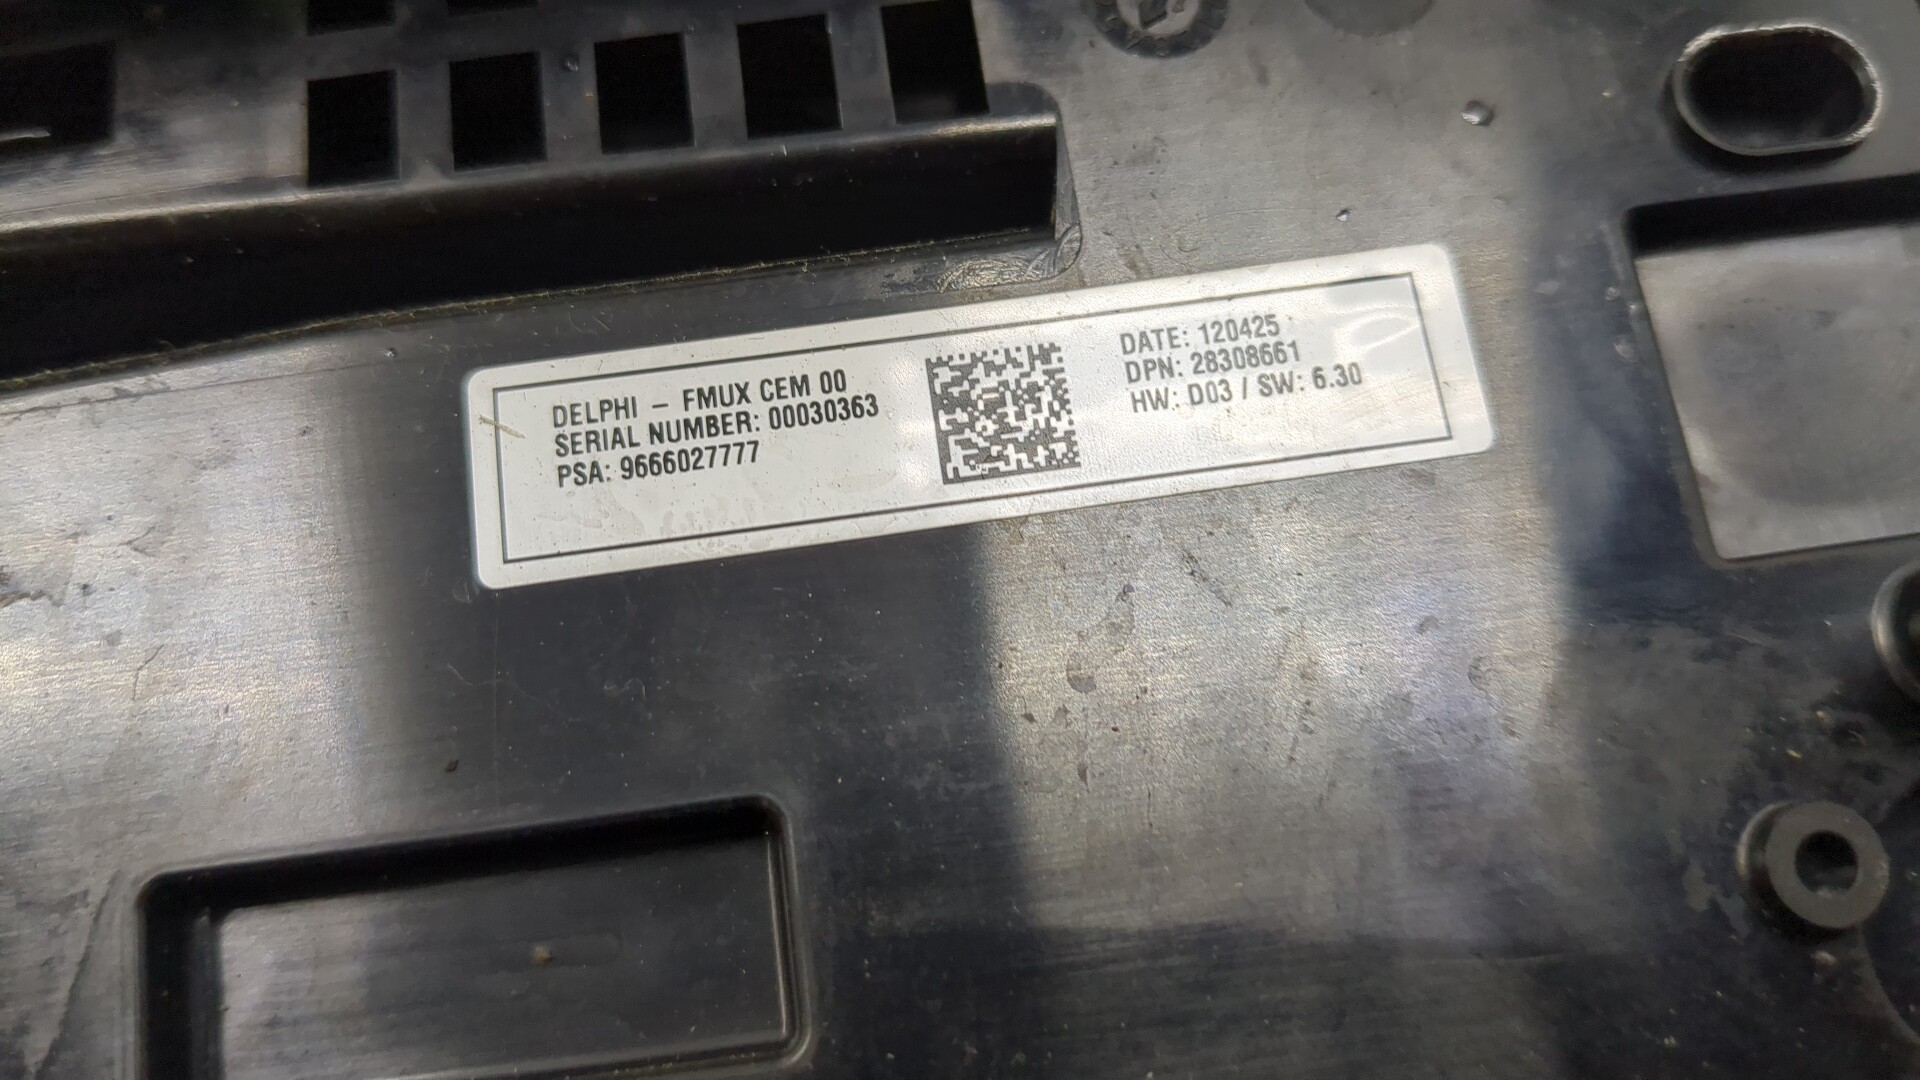 DELPHI – FMUX CEM 00
SERIAL NUMBER: 00030363
PSA: 9666027777
DATE: 120425
DPN: 28308661
HW: D03 / SW: 6.30